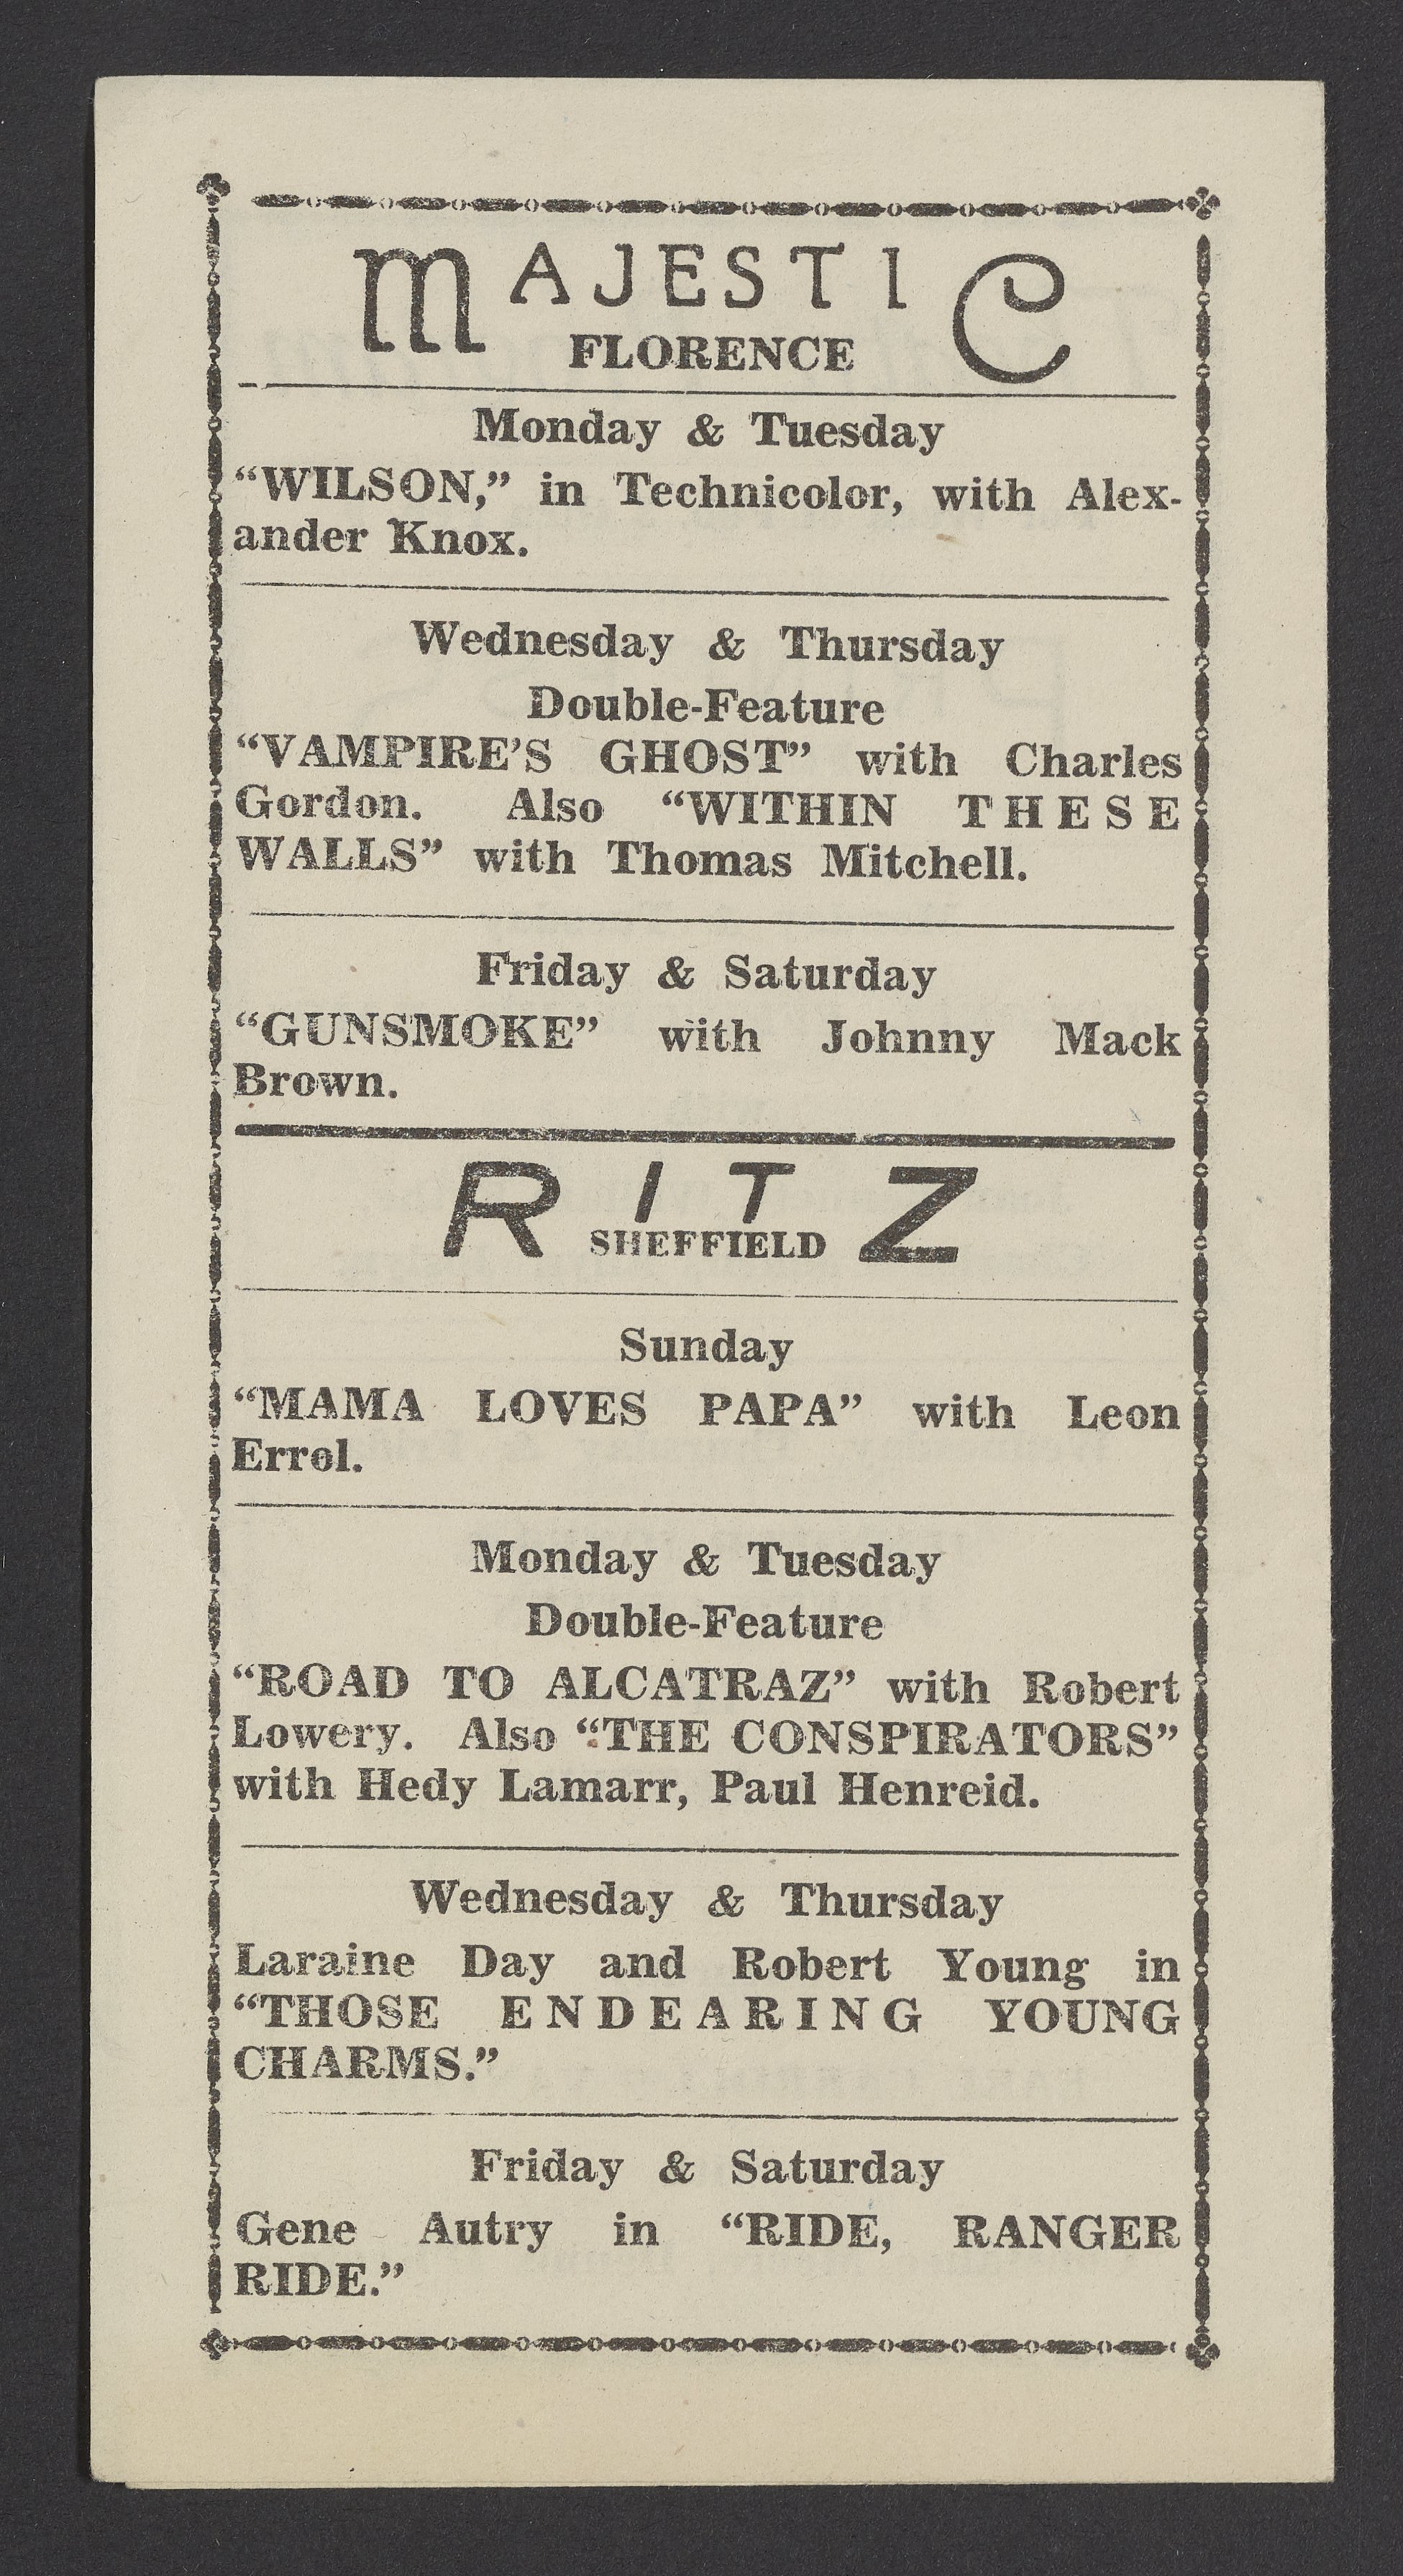 MAJESTIC
FLORENCE
Monday & Tuesday
“WILSON,” in Technicolor, with Alex-
ander Knox.
Wednesday & Thursday
Double-Feature
“VAMPIRE’S GHOST” with Charles
Gordon. Also “WITHIN THESE
WALLS” with Thomas Mitchell.
Friday & Saturday
“GUNSMOKE” with Johnny Mack
Brown.
RITZ
SHEFFIELD
Sunday
“MAMA LOVES PAPA” with Leon
Errol.
Monday & Tuesday
Double-Feature
“ROAD TO ALCATRAZ” with Robert
Lowery. Also “THE CONSPIRATORS”
with Hedy Lamarr, Paul Henreid.
Wednesday & Thursday
Laraine Day and Robert Young in
“THOSE ENDEARING YOUNG
CHARMS.”
Friday & Saturday
Gene Autry in “RIDE, RANGER
RIDE.”